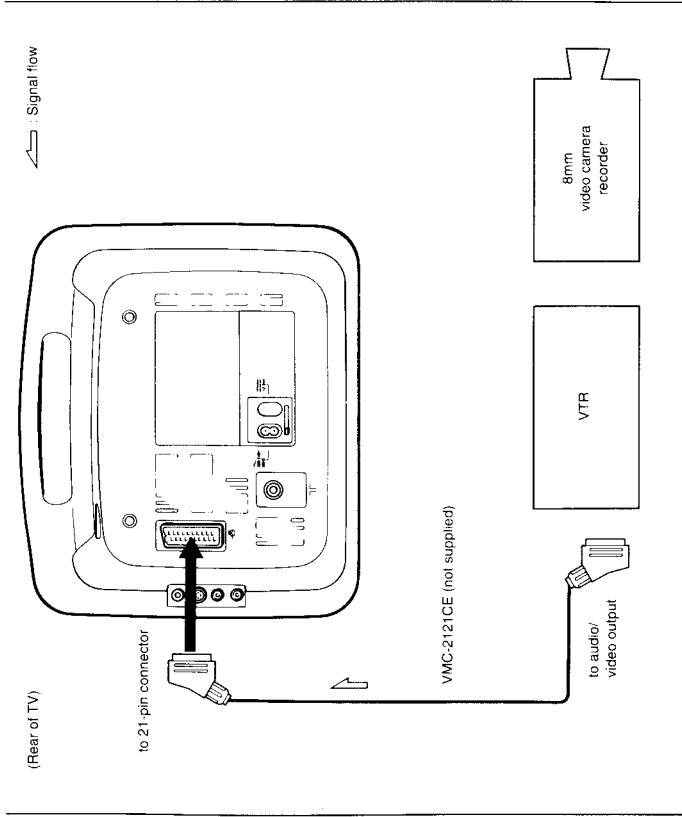 (Rear of TV)
: Signal flow
to 21-pin connector
VMC-2121CE (not supplied)
to audio/
video output
VTR
8mm
video camera
recorder